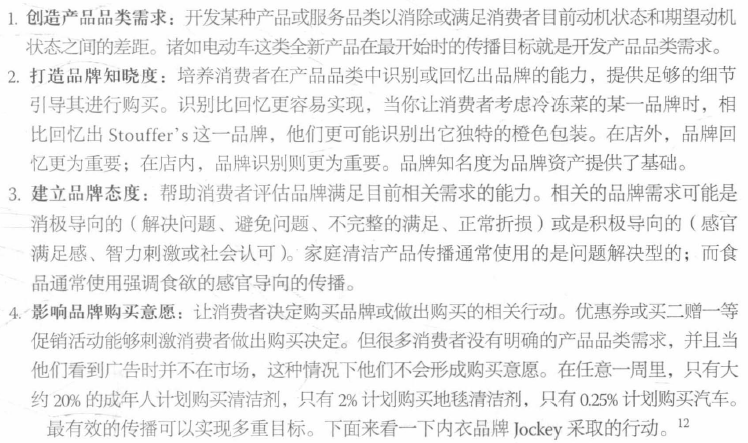 1. 创造产品品类需求：开发某种产品或服务品类以消除或满足消费者目前动机状态和期望动机
状态之间的差距。诸如电动车这类全新产品在最开始时的传播目标就是开发产品品类需求。
2. 打造品牌知晓度：培养消费者在产品品类中识别或回忆出品牌的能力，提供足够的细节
引导其进行购买。识别比回忆更容易实现，当你让消费者考虑冷冻菜的某一品牌时，相
比回忆出 Stouffer's 这一品牌，他们更可能识别出它独特的橙色包装。在店外，品牌回
忆更为重要；在店内，品牌识别则更为重要。品牌知名度为品牌资产提供了基础。
3. 建立品牌态度：帮助消费者评估品牌满足目前相关需求的能力。相关的品牌需求可能是
消极导向的（解决问题、避免问题、不完整的满足、正常折损）或是积极导向的（感官
满足感、智力刺激或社会认可）。家庭清洁产品传播通常使用的是问题解决型的；而食
品通常使用强调食欲的感官导向的传播。
4. 影响品牌购买意愿：让消费者决定购买品牌或做出购买的相关行动。优惠券或买二赠一等
促销活动能够刺激消费者做出购买决定。但很多消费者没有明确的产品品类需求，并且当
他们看到广告时并不在市场，这种情况下他们不会形成购买意愿。在任意一周里，只有大
约 20% 的成年人计划购买清洁剂，只有 2% 计划购买地毯清洁剂，只有 0.25% 计划购买汽车。
最有效的传播可以实现多重目标。下面来看一下内衣品牌 Jockey 采取的行动。12